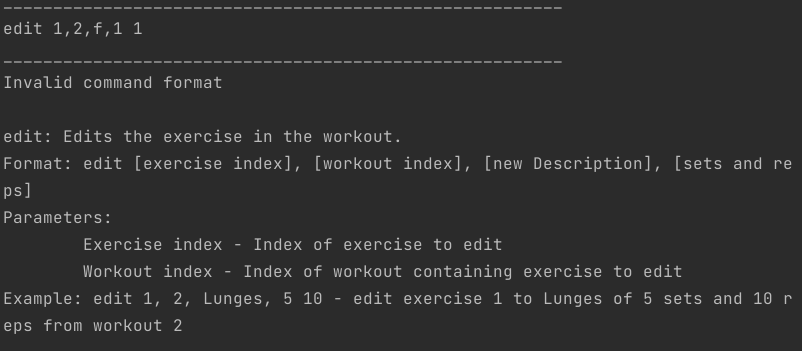 ________________________________________________________
edit 1,2,f,1 1
________________________________________________________
Invalid command format
edit: Edits the exercise in the workout.
Format: edit [exercise index], [workout index], [new Description], [sets and re
ps]
Parameters:
Exercise index - Index of exercise to edit
Workout index - Index of workout containing exercise to edit
Example: edit 1, 2, Lunges, 5 10 - edit exercise 1 to Lunges of 5 sets and 10 r
eps from workout 2